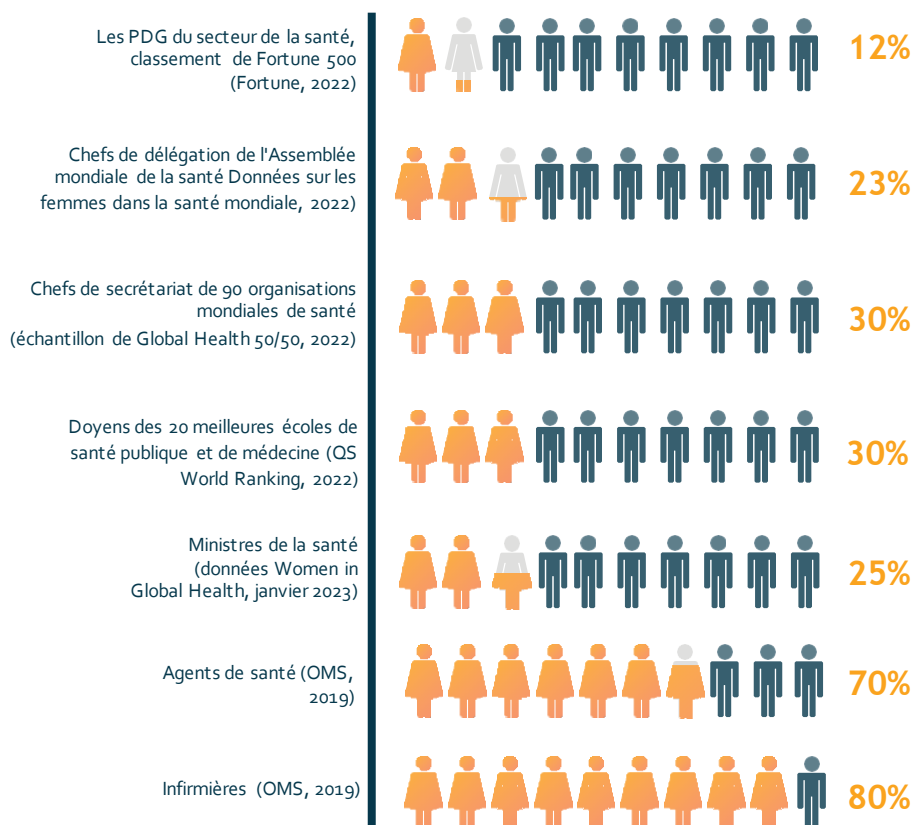 Les PDG du secteur de la santé,
classement de Fortune 500
(Fortune, 2022)
12%
Chefs de délégation de l'Assemblée
mondiale de la santé Données sur les
femmes dans la santé mondiale, 2022)
23%
Chefs de secrétariat de 90 organisations
mondiales de santé
(échantillon de Global Health 50/50, 2022)
30%
Doyens des 20 meilleures écoles de
santé publique et de médecine (QS
World Ranking, 2022)
30%
Ministres de la santé
(données Women in
Global Health, janvier 2023)
25%
Agents de santé (OMS,
2019)
70%
Infirmières (OMS, 2019)
80%